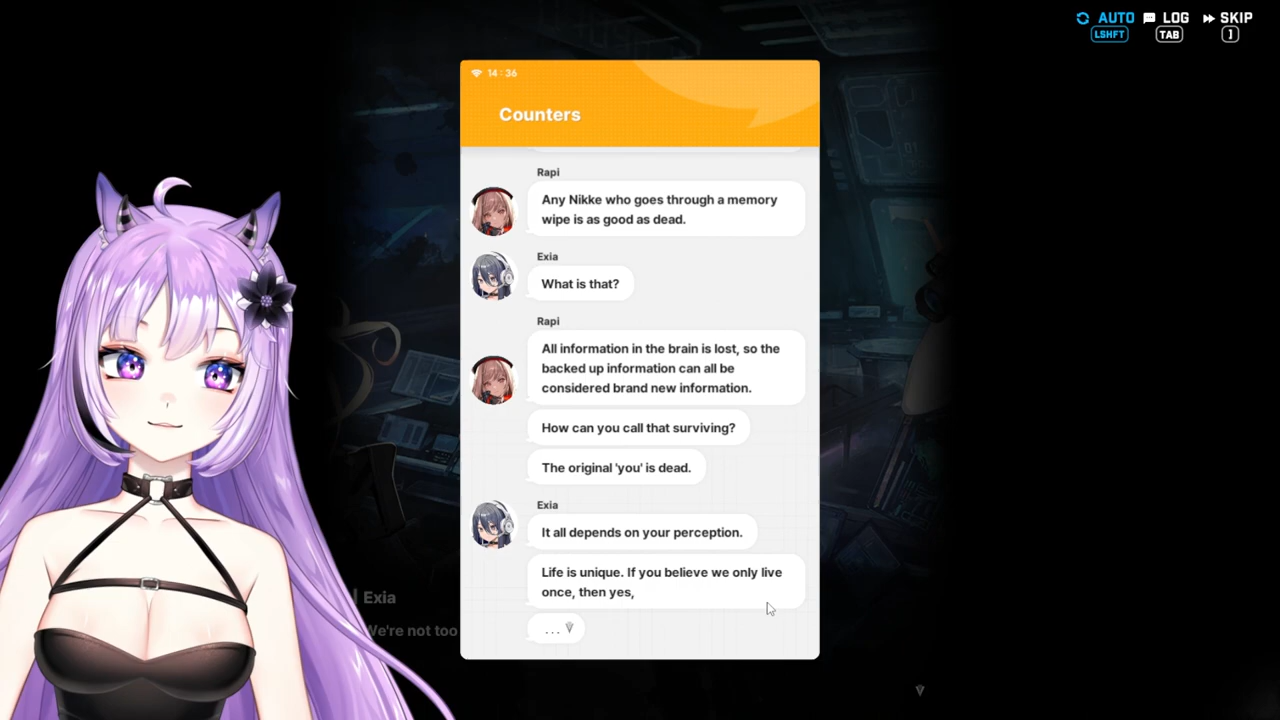 AUTO
LOG
SKIP
LSHFT
TAB
]
14:36
Counters
Rapi
Any Nikke who goes through a memory
wipe is as good as dead.
Exia
What is that?
Rapi
All information in the brain is lost, so the
backed up information can all be
considered brand new information.
How can you call that surviving?
The original 'you' is dead.
Exia
It all depends on your perception.
Life is unique. If you believe we only live
once, then yes,
...
Exia
We're not too